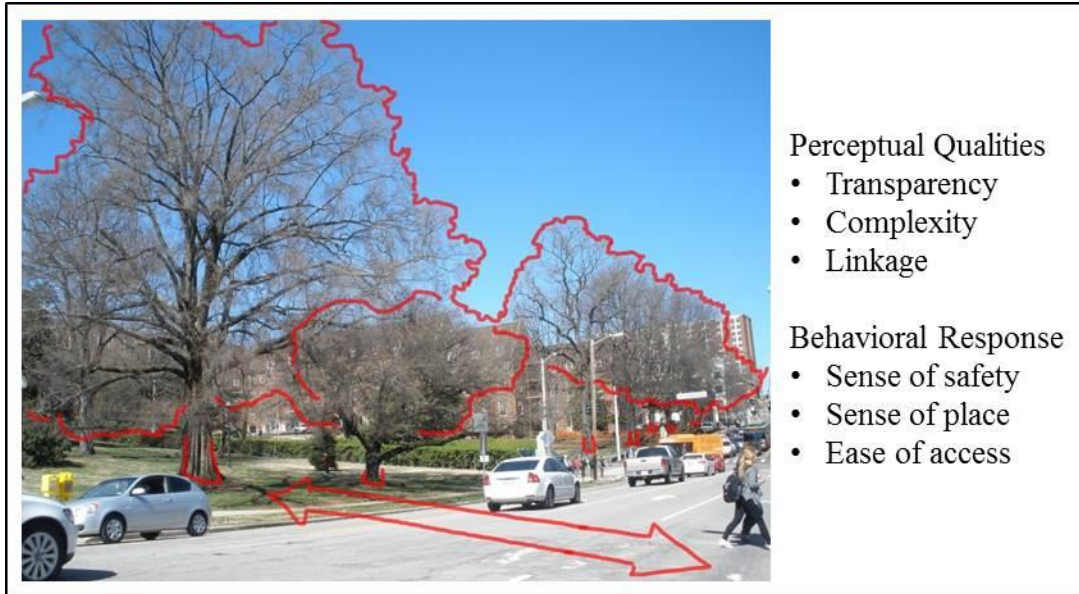 Perceptual Qualities
• Transparency
• Complexity
• Linkage
Behavioral Response
• Sense of safety
• Sense of place
• Ease of access